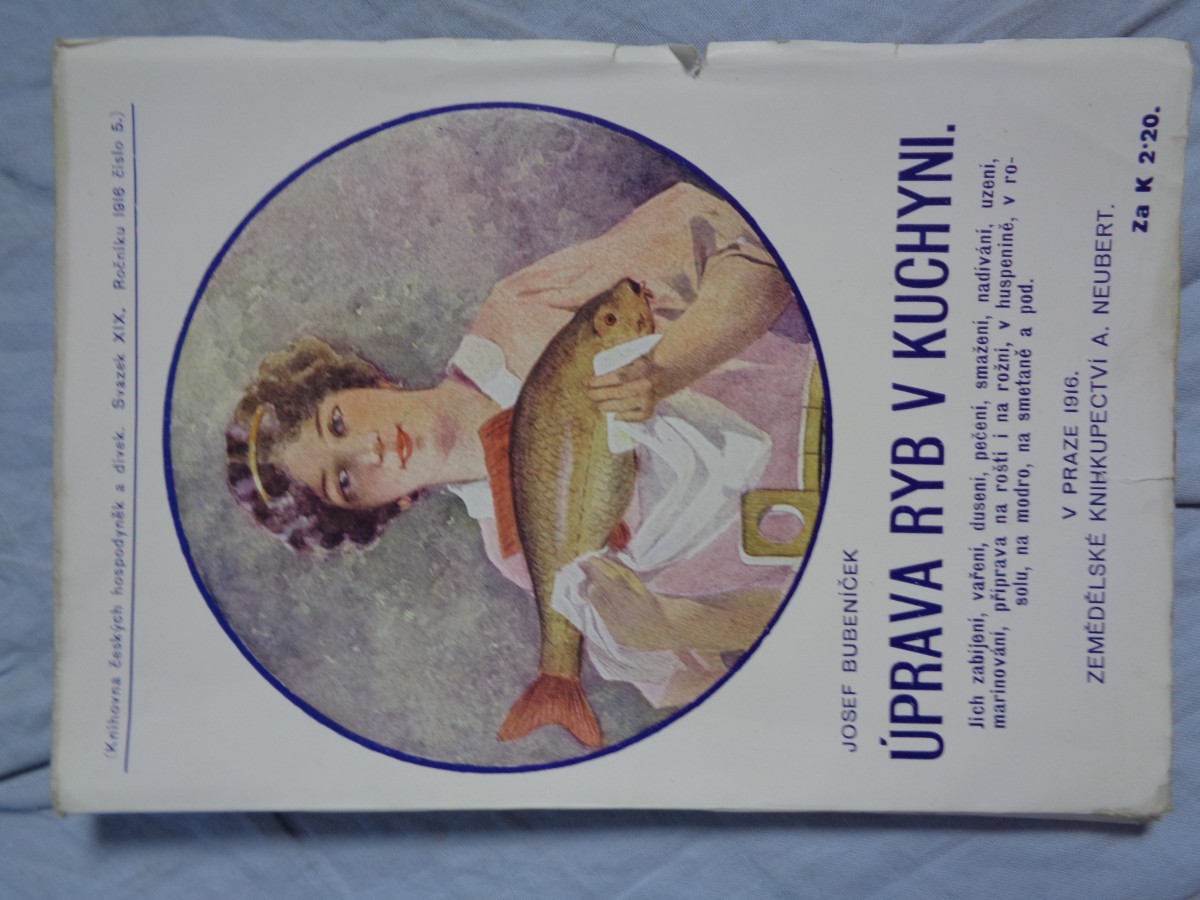 (Knihovna českých hospodyněk a dívek. Svazek XIX. Ročníku 1916 číslo 5.)
JOSEF BUBENÍČEK
ÚPRAVA RYB V KUCHYNI.
Jich zabíjení, vaření, dusení, pečení, smažení, nadívání, uzení,
marinování, příprava na rošti i na rožni, v huspenině, v ro-
solu, na modro, na smetaně a pod.
V PRAZE 1916.
ZEMĚDĚLSKÉ KNIHKUPECTVÍ A. NEUBERT.
Za K 2·20.